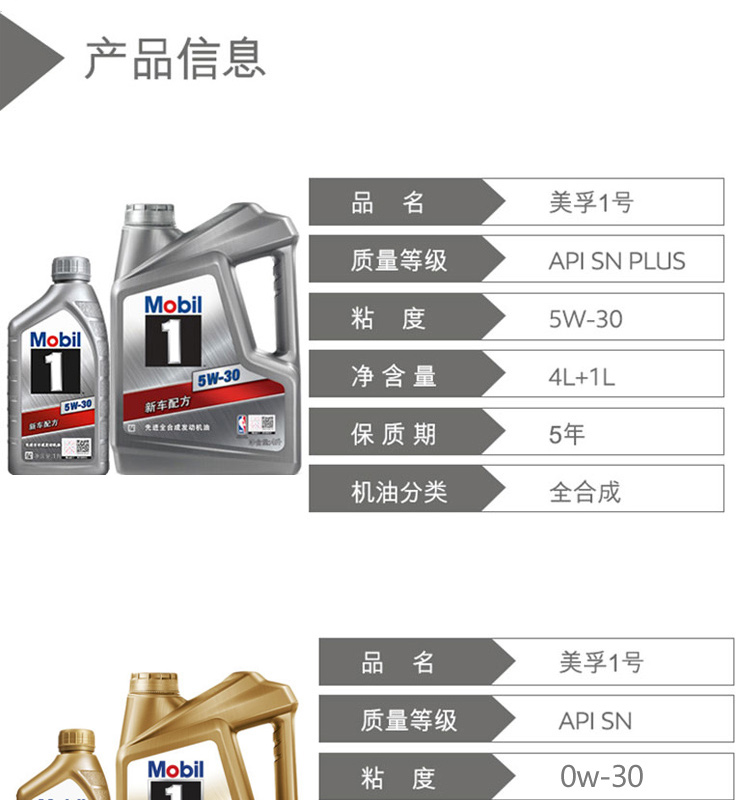 产品信息
品 名 美孚1号
质量等级 API SN PLUS
粘 度 5W-30
净含量 4L+1L
保质期 5年
机油分类 全合成
Mobil
1
5W-30
新车配方
Mobil
1
5W-30
新车配方
先进全合成发动机油
品 名 美孚1号
质量等级 API SN
粘 度 0w-30
Mobil
1